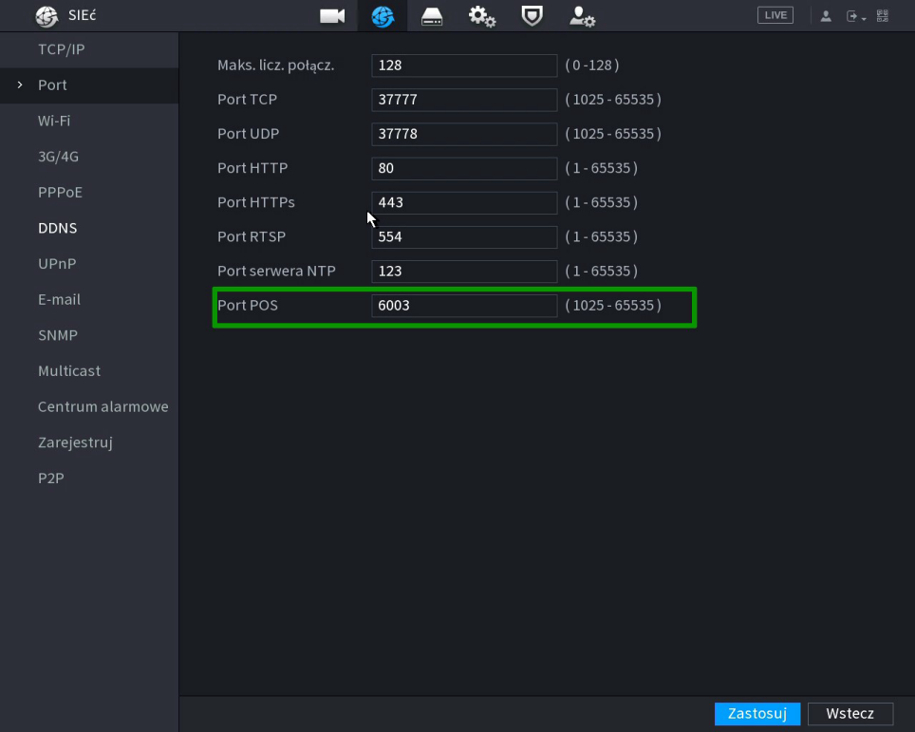 SIEć
LIVE
TCP/IP
Port
Wi-Fi
3G/4G
PPPoE
DDNS
UPnP
E-mail
SNMP
Multicast
Centrum alarmowe
Zarejestruj
P2P
Maks. licz. połącz. 128 ( 0 -128 )
Port TCP 37777 ( 1025 - 65535 )
Port UDP 37778 ( 1025 - 65535 )
Port HTTP 80 ( 1 - 65535 )
Port HTTPs 443 ( 1 - 65535 )
Port RTSP 554 ( 1 - 65535 )
Port serwera NTP 123 ( 1 - 65535 )
Port POS 6003 ( 1025 - 65535 )
Zastosuj Wstecz